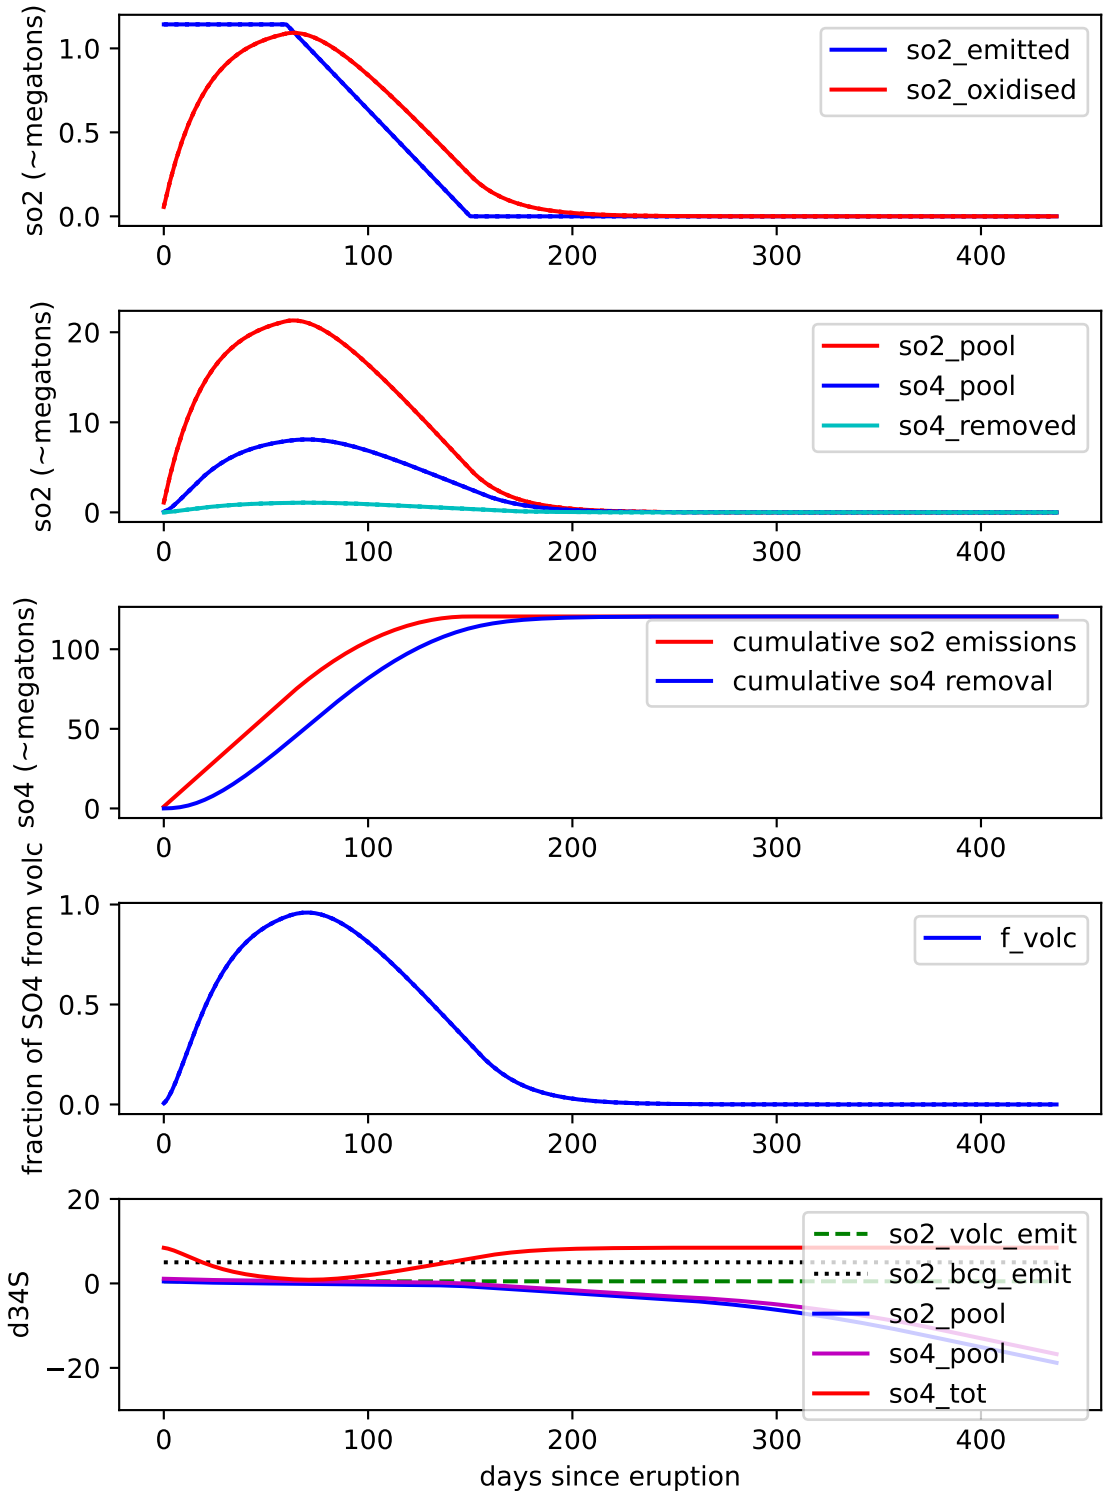 so2 (~megatons)
1.0
0.5
0.0
so2_emitted
so2_oxidised
0 100 200 300 400
so2 (~megatons)
20
10
0
so2_pool
so4_pool
so4_removed
0 100 200 300 400
so4 (~megatons)
100
50
0
cumulative so2 emissions
cumulative so4 removal
0 100 200 300 400
fraction of SO4 from volc
1.0
0.5
0.0
f_volc
0 100 200 300 400
d34S
20
0
−20
so2_volc_emit
so2_bcg_emit
so2_pool
so4_pool
so4_tot
0 100 200 300 400
days since eruption